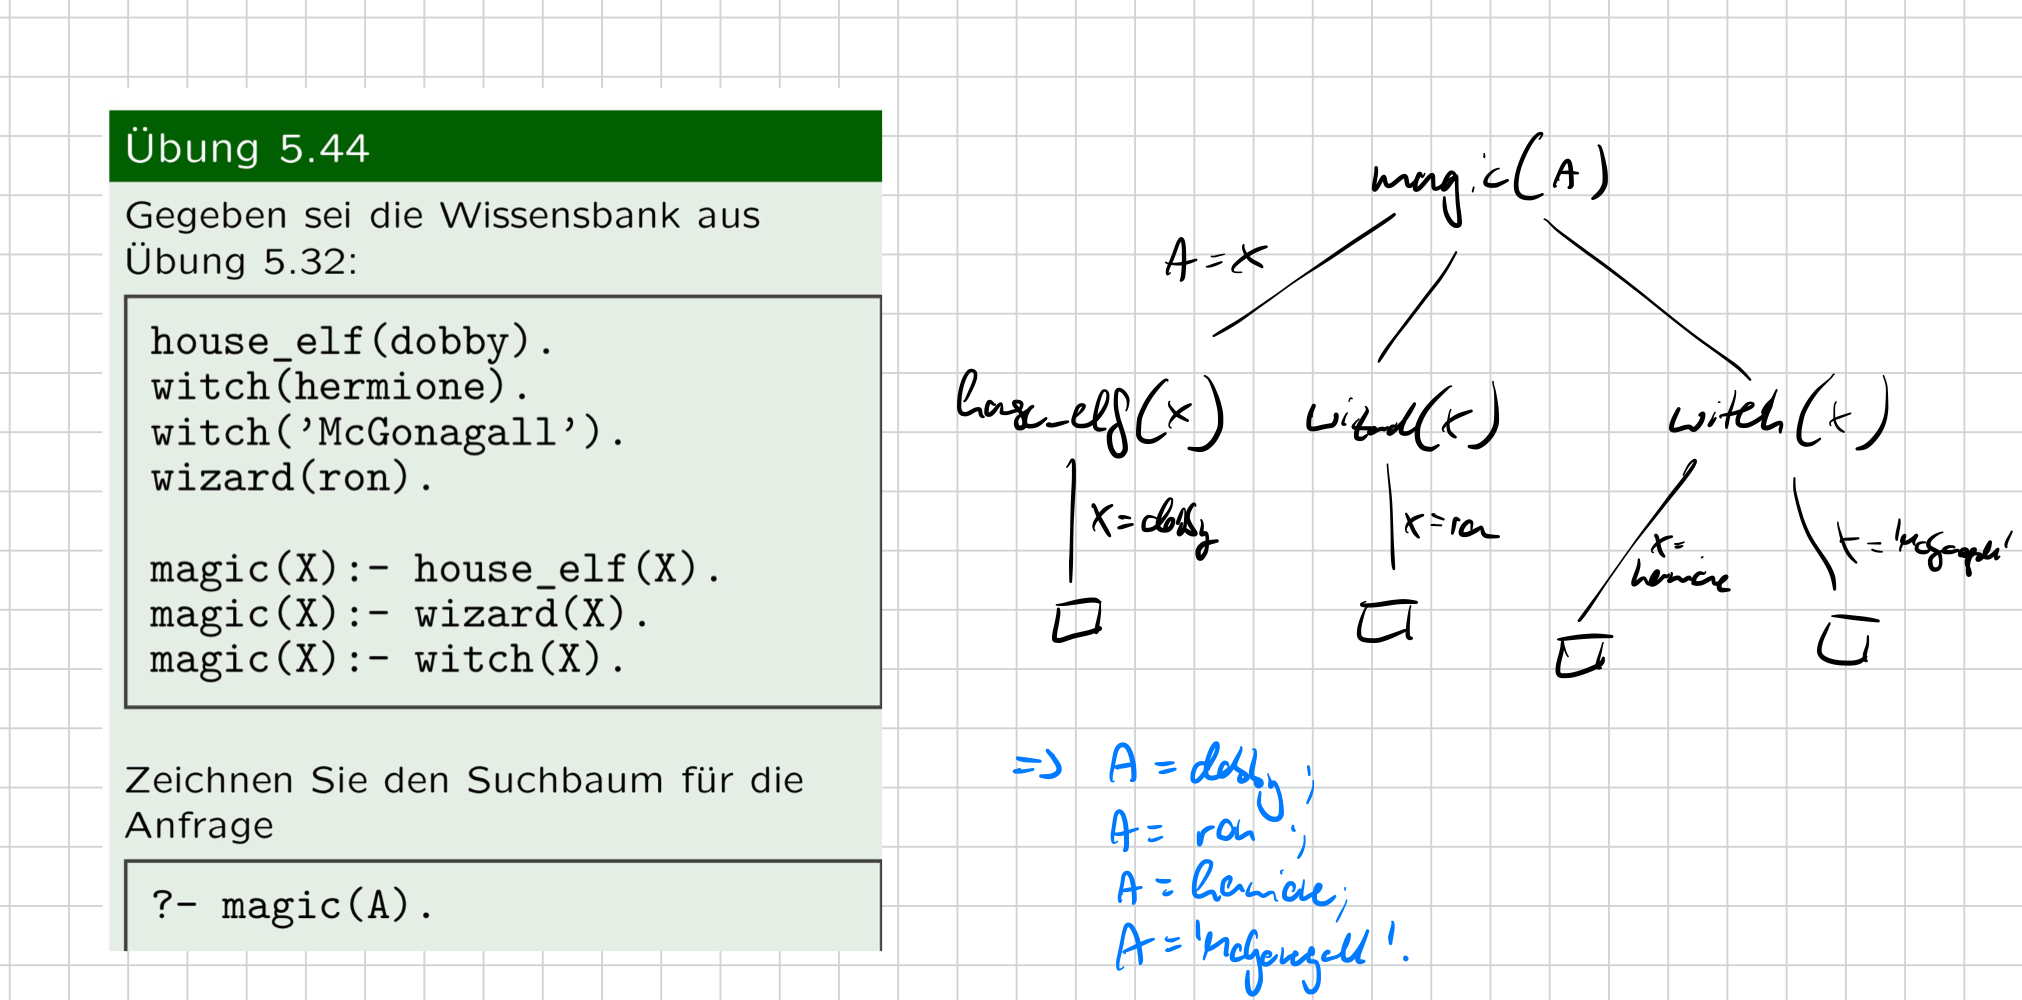 Übung 5.44
Gegeben sei die Wissensbank aus
Übung 5.32:
house_elf(dobby).
witch(hermione).
witch('McGonagall').
wizard(ron).
magic(X):- house_elf(X).
magic(X):- wizard(X).
magic(X):- witch(X).
Zeichnen Sie den Suchbaum für die
Anfrage
?- magic(A).
magic(A)
A = X
house_elf(X) wizard(X) witch(X)
X = dobby
X = ron
X =
hermione
X = 'McGonagall'
=> A = dobby;
A = ron;
A = hermione;
A = 'McGonagall'.